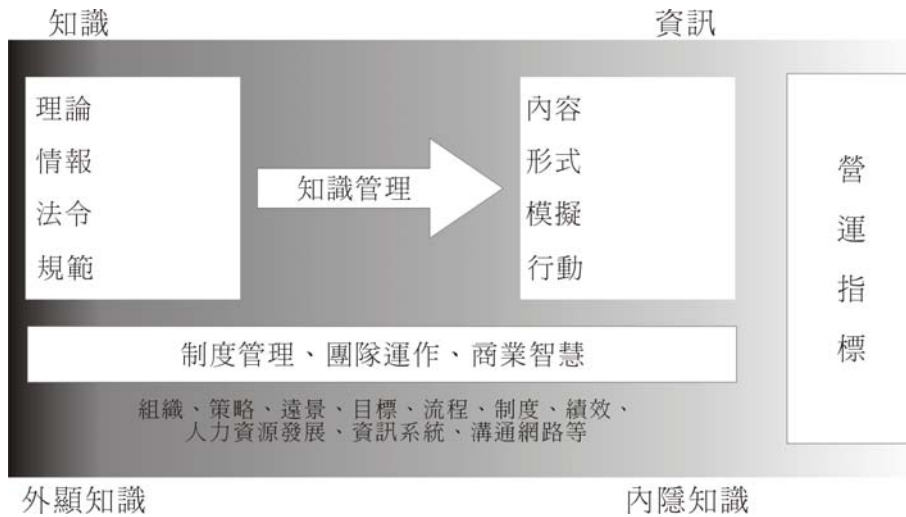 知識
資訊
理論
情報
法令
規範
知識管理
內容
形式
模擬
行動
營運指標
制度管理、團隊運作、商業智慧
組織、策略、遠景、目標、流程、制度、績效、
人力資源發展、資訊系統、溝通網路等
外顯知識
內隱知識